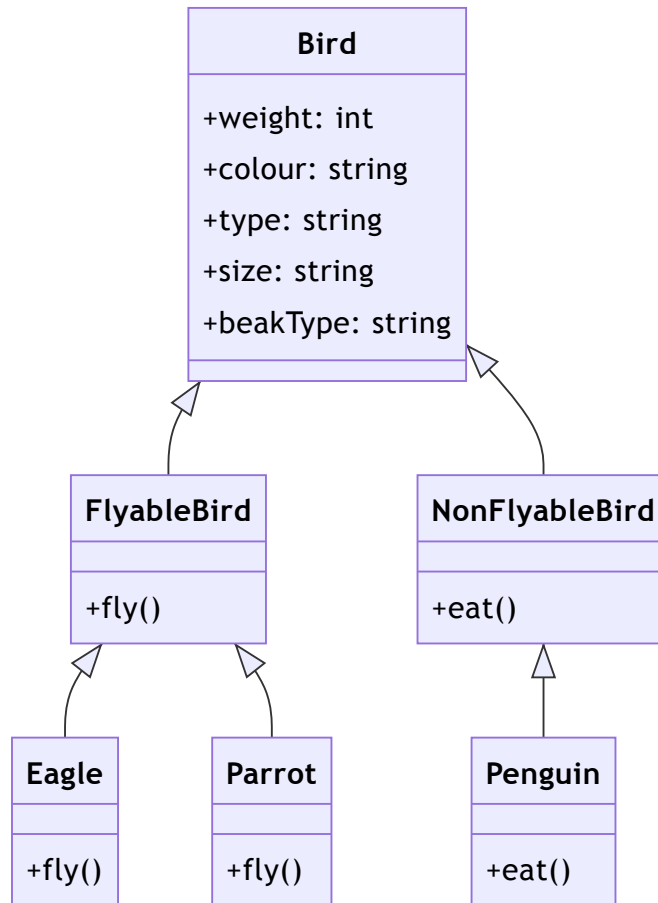 Bird
+weight: int
+colour: string
+type: string
+size: string
+beakType: string
FlyableBird
+fly()
NonFlyableBird
+eat()
Eagle
+fly()
Parrot
+fly()
Penguin
+eat()